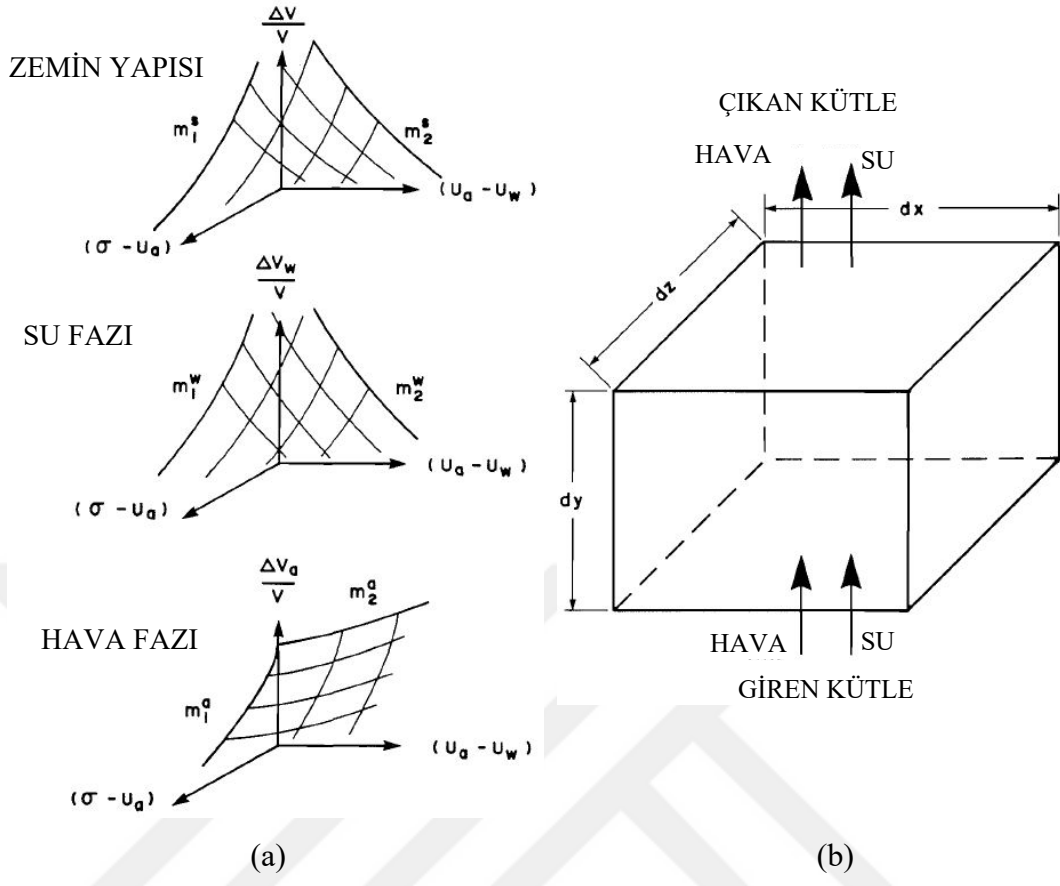 ZEMİN YAPISI
ΔV
V
m₁ˢ
m₂ˢ
(Uₐ - U_w)
(σ - Uₐ)
SU FAZI
ΔV_w
V
m₁ʷ
m₂ʷ
(Uₐ - U_w)
(σ - Uₐ)
HAVA FAZI
ΔVₐ
V
m₂ᵃ
m₁ᵃ
(Uₐ - U_w)
(σ - Uₐ)
(a)
ÇIKAN KÜTLE
HAVA SU
dx
dz
dy
HAVA SU
GİREN KÜTLE
(b)